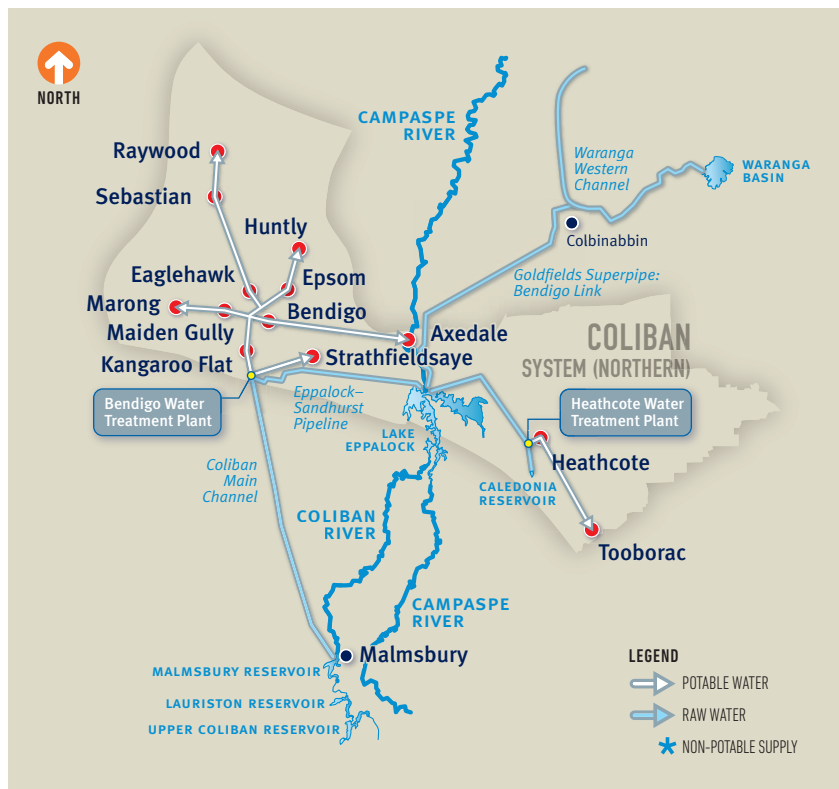 NORTH
CAMPASPE
RIVER
Raywood
Sebastian
Huntly
Eaglehawk
Epsom
Marong
Bendigo
Maiden Gully
Kangaroo Flat
Axedale
Strathfieldsaye
Waranga
Western
Channel
WARANGA
BASIN
Colbinabbin
Goldfields Superpipe:
Bendigo Link
COLIBAN
SYSTEM (NORTHERN)
Bendigo Water
Treatment Plant
Eppalock–
Sandhurst
Pipeline
LAKE
EPPALOCK
Heathcote Water
Treatment Plant
Heathcote
CALEDONIA
RESERVOIR
Tooborac
Coliban
Main
Channel
COLIBAN
RIVER
CAMPASPE
RIVER
Malmsbury
MALMSBURY RESERVOIR
LAURISTON RESERVOIR
UPPER COLIBAN RESERVOIR
LEGEND
POTABLE WATER
RAW WATER
NON-POTABLE SUPPLY